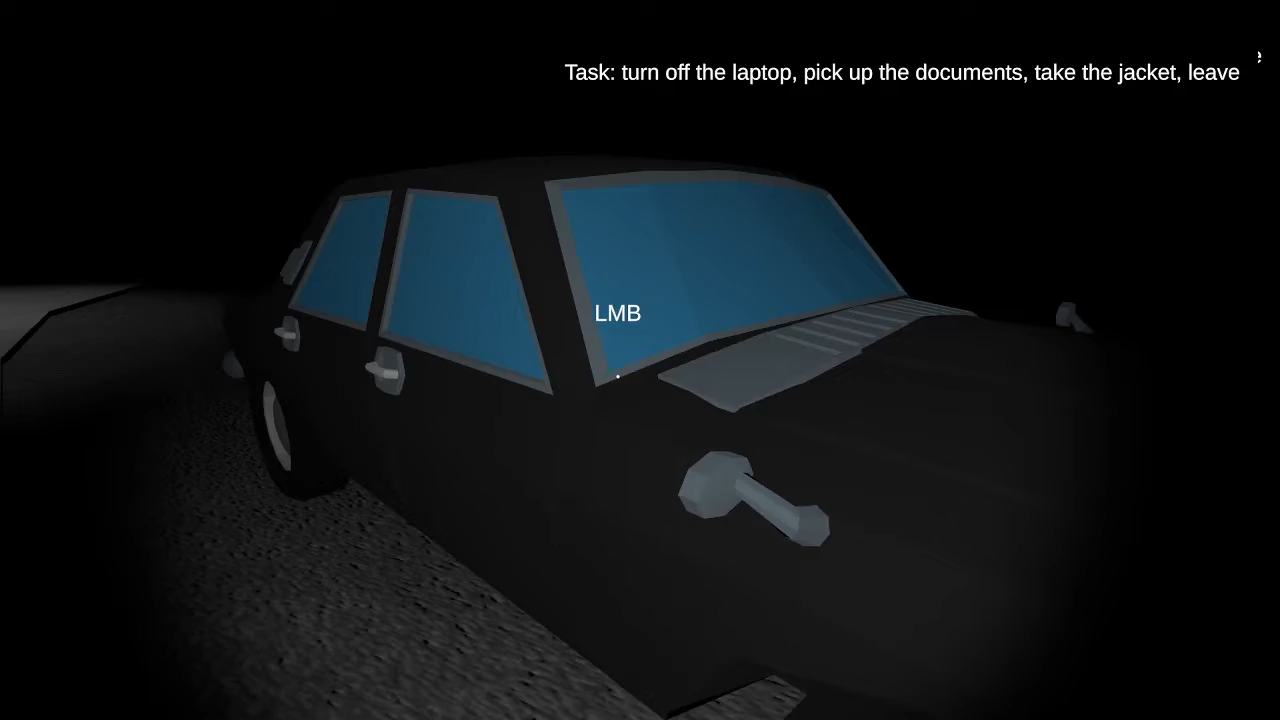 Task: turn off the laptop, pick up the documents, take the jacket, leave
LMB